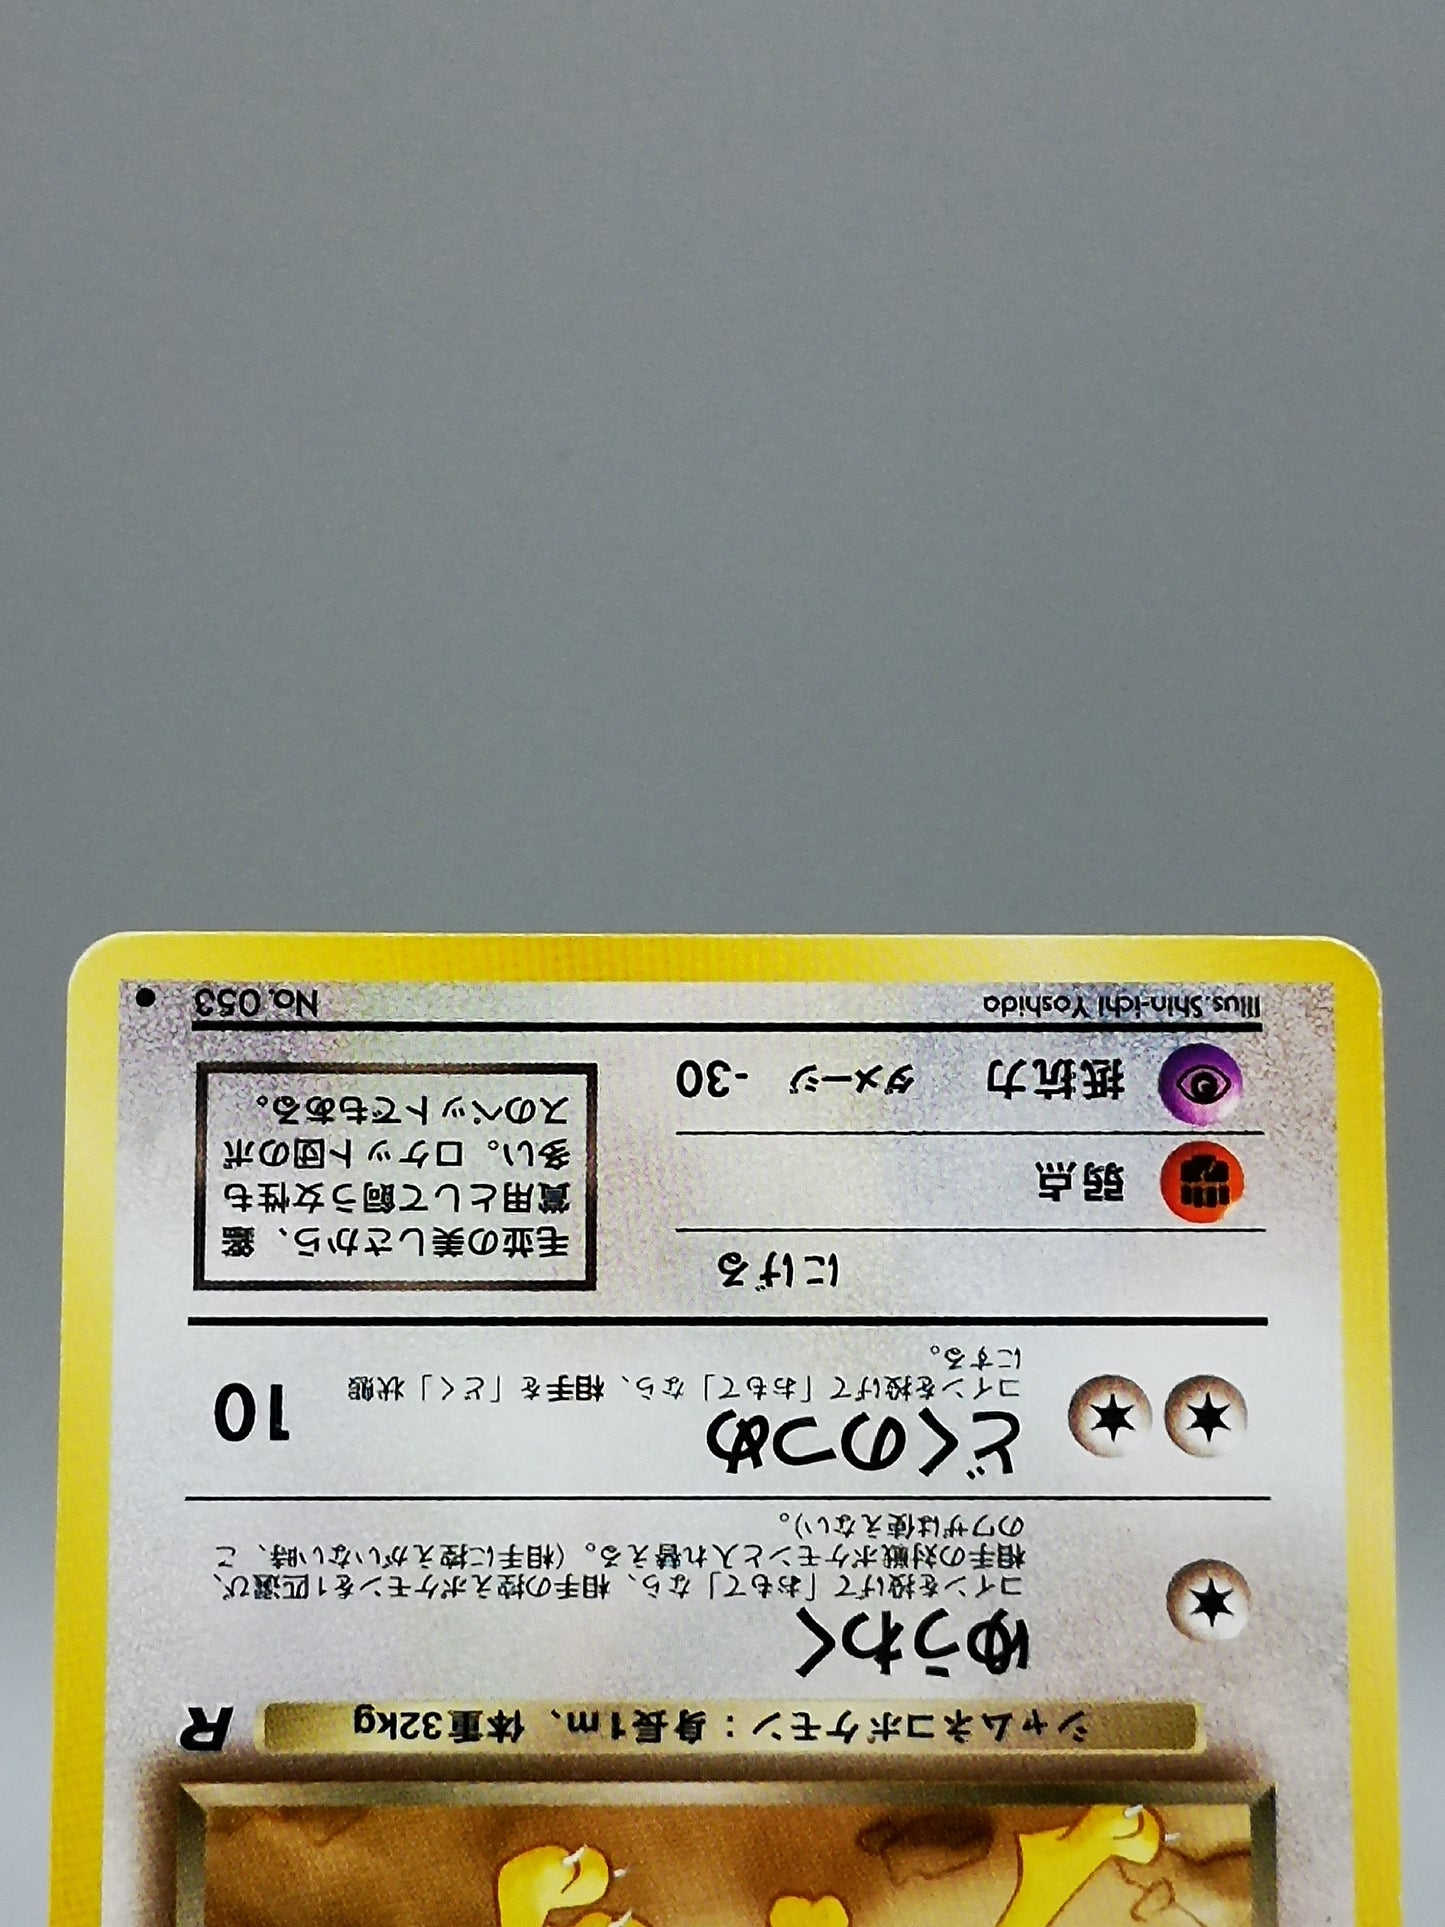 シャムネコポケモン：身長1m、体重32kg
R
ゆうわく
コインを投げて「おもて」なら、相手の控えポケモンを1匹選び、
相手の対戦ポケモンと入れ替える。（相手に控えがいない時、こ
のワザは使えない）。
どくのつめ
コインを投げて「おもて」なら、相手を「どく」状態
にする。
10
にげる
弱点
抵抗力 ダメージ -30
毛並の美しさから、鑑
賞用として飼う女性も
多い。ロケット団のボ
スのペットでもある。
Illus. Shin-ichi Yoshida
No. 053